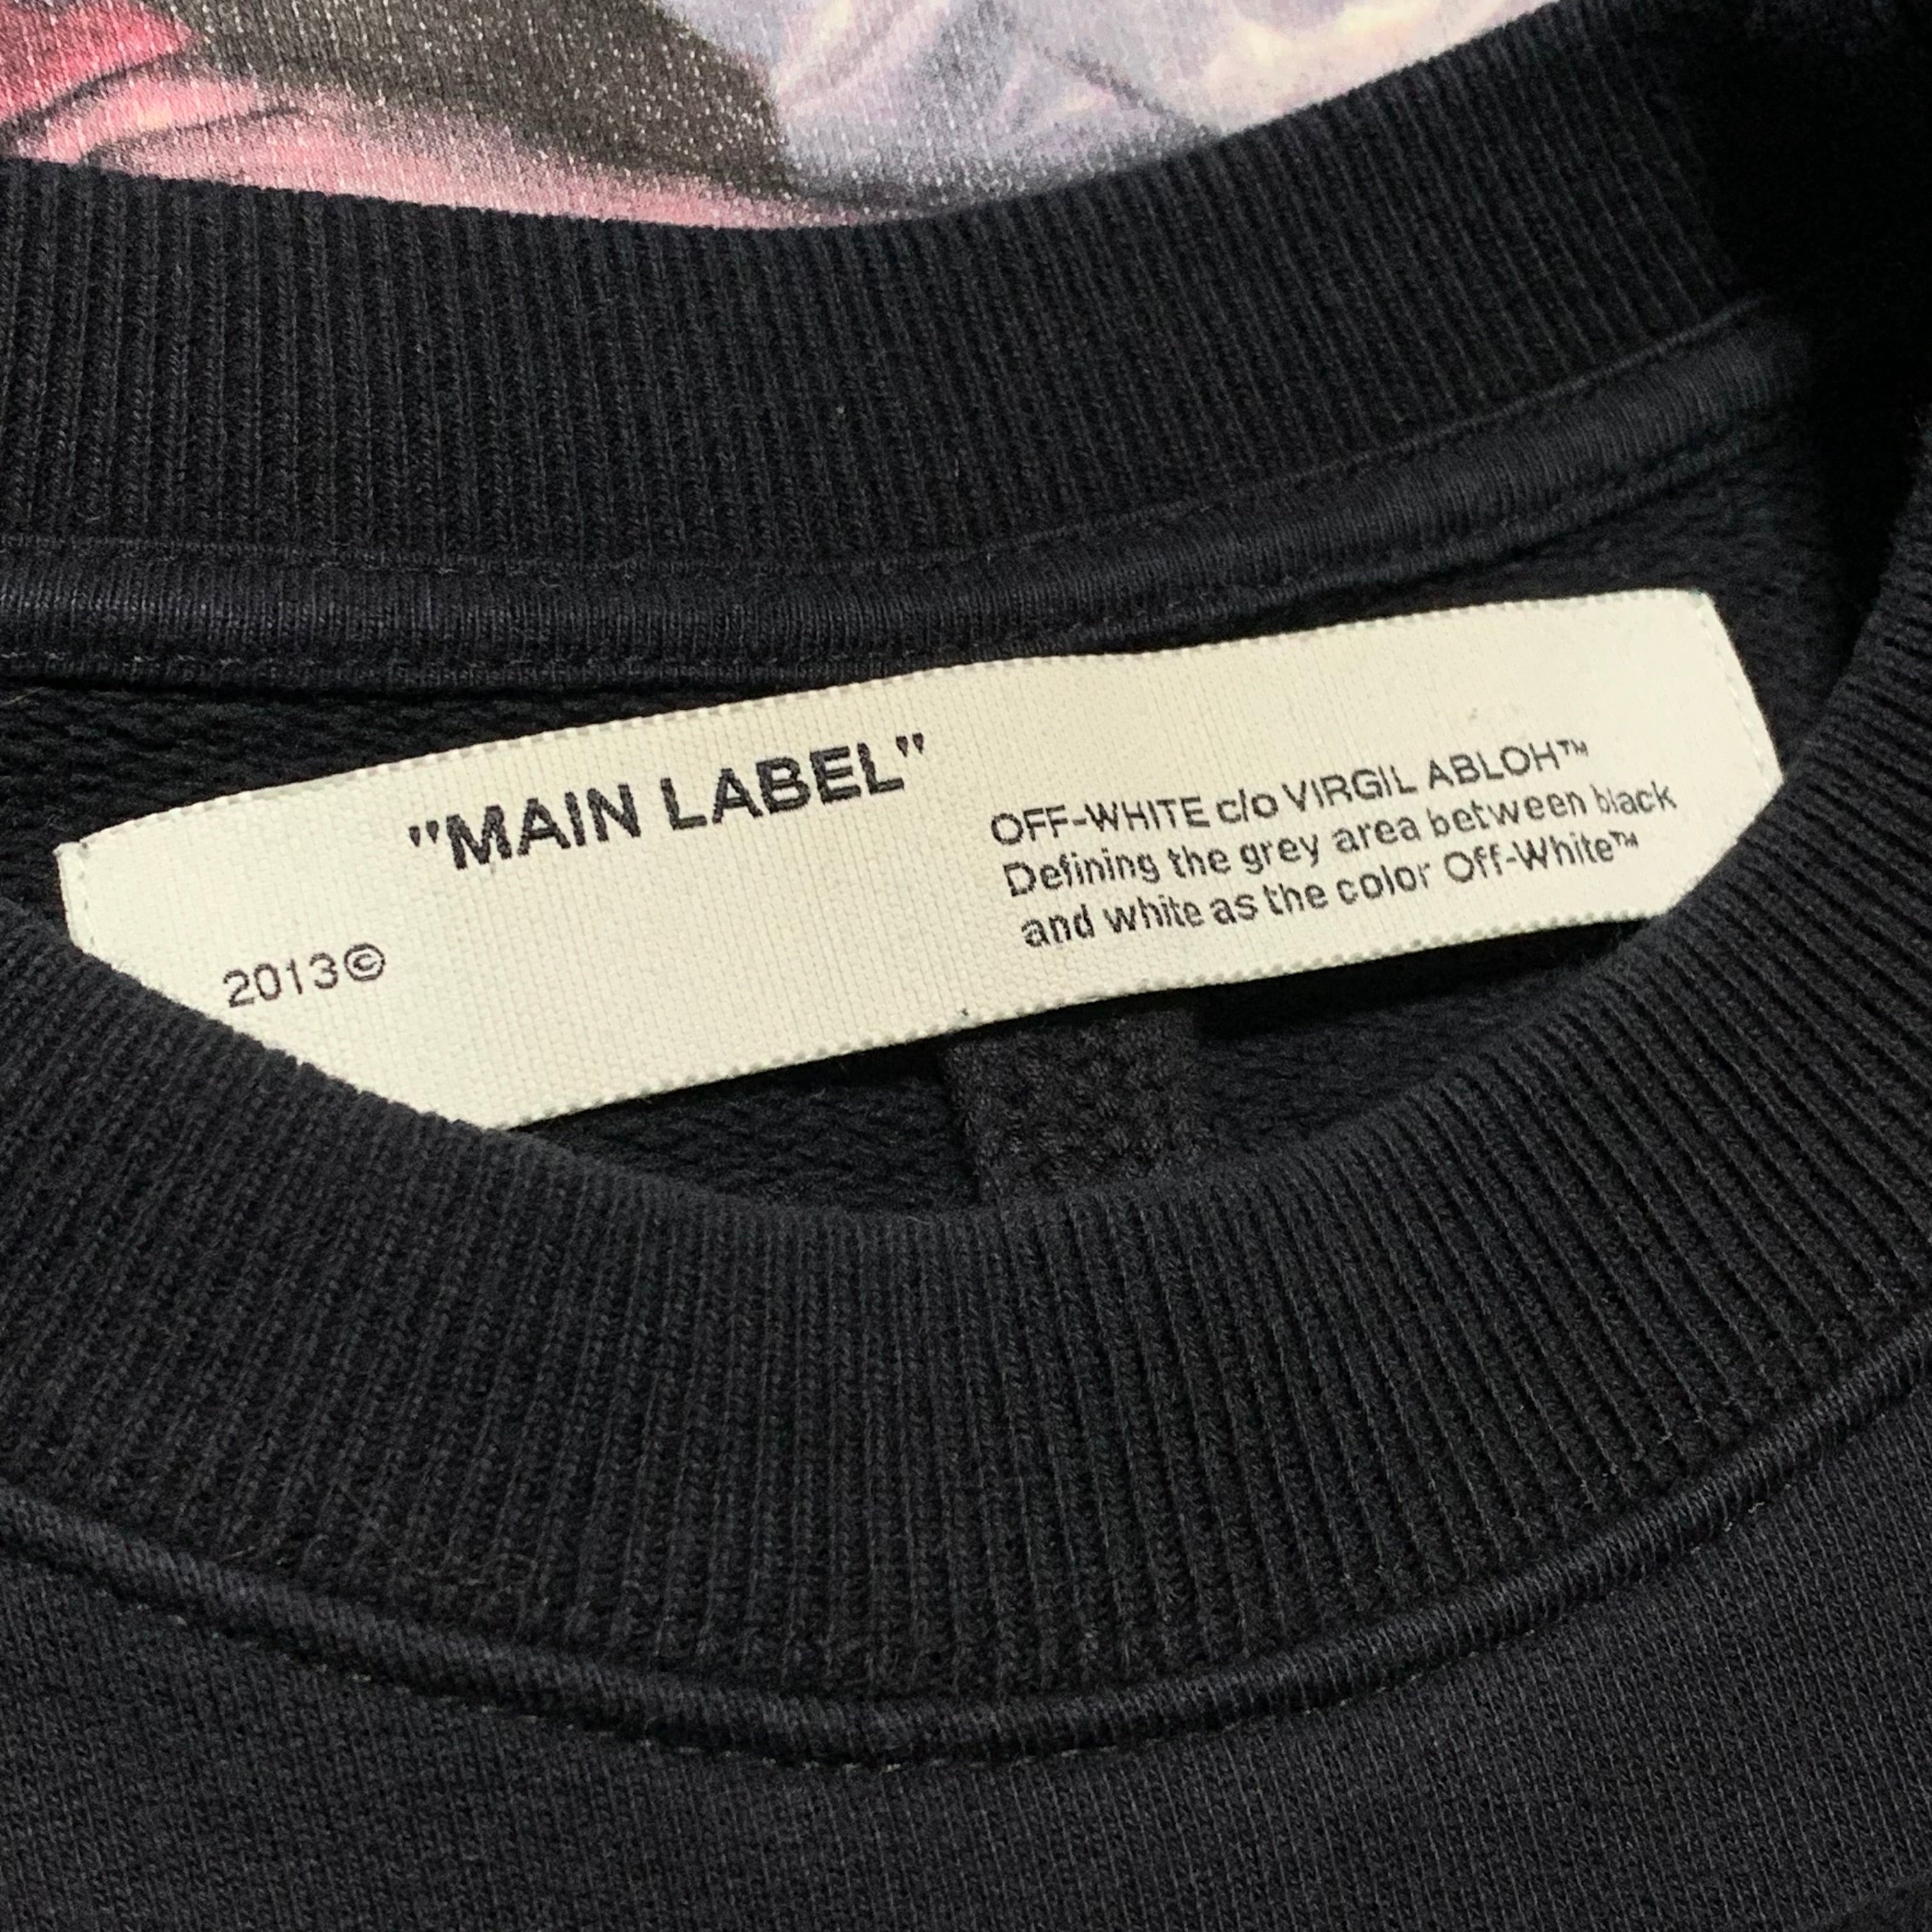 "MAIN LABEL"
OFF-WHITE c/o VIRGIL ABLOH™
Defining the grey area between black
and white as the color Off-White™
2013©